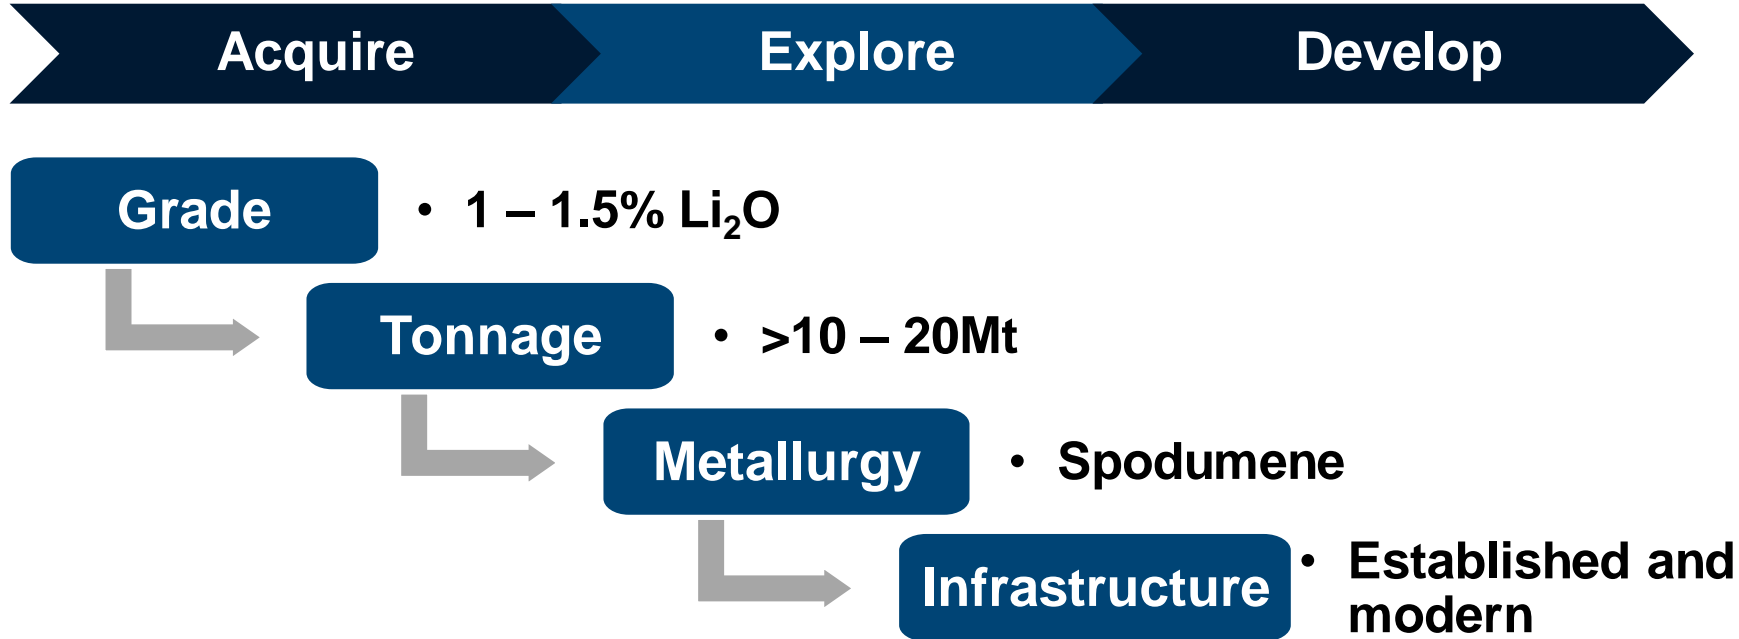 Acquire Explore Develop
Grade • 1 – 1.5% Li₂O
Tonnage • >10 – 20Mt
Metallurgy • Spodumene
Infrastructure • Established and
modern